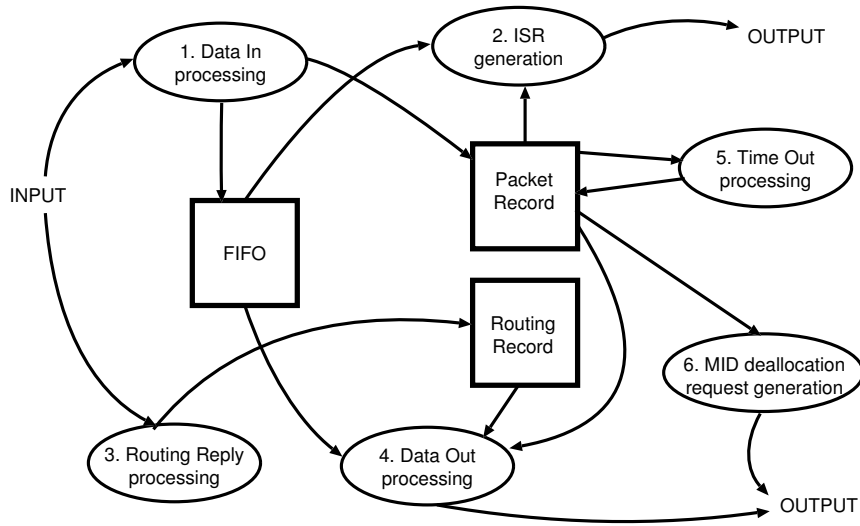 1. Data In
processing
2. ISR
generation
OUTPUT
INPUT
FIFO
Packet
Record
5. Time Out
processing
Routing
Record
6. MID deallocation
request generation
3. Routing Reply
processing
4. Data Out
processing
OUTPUT